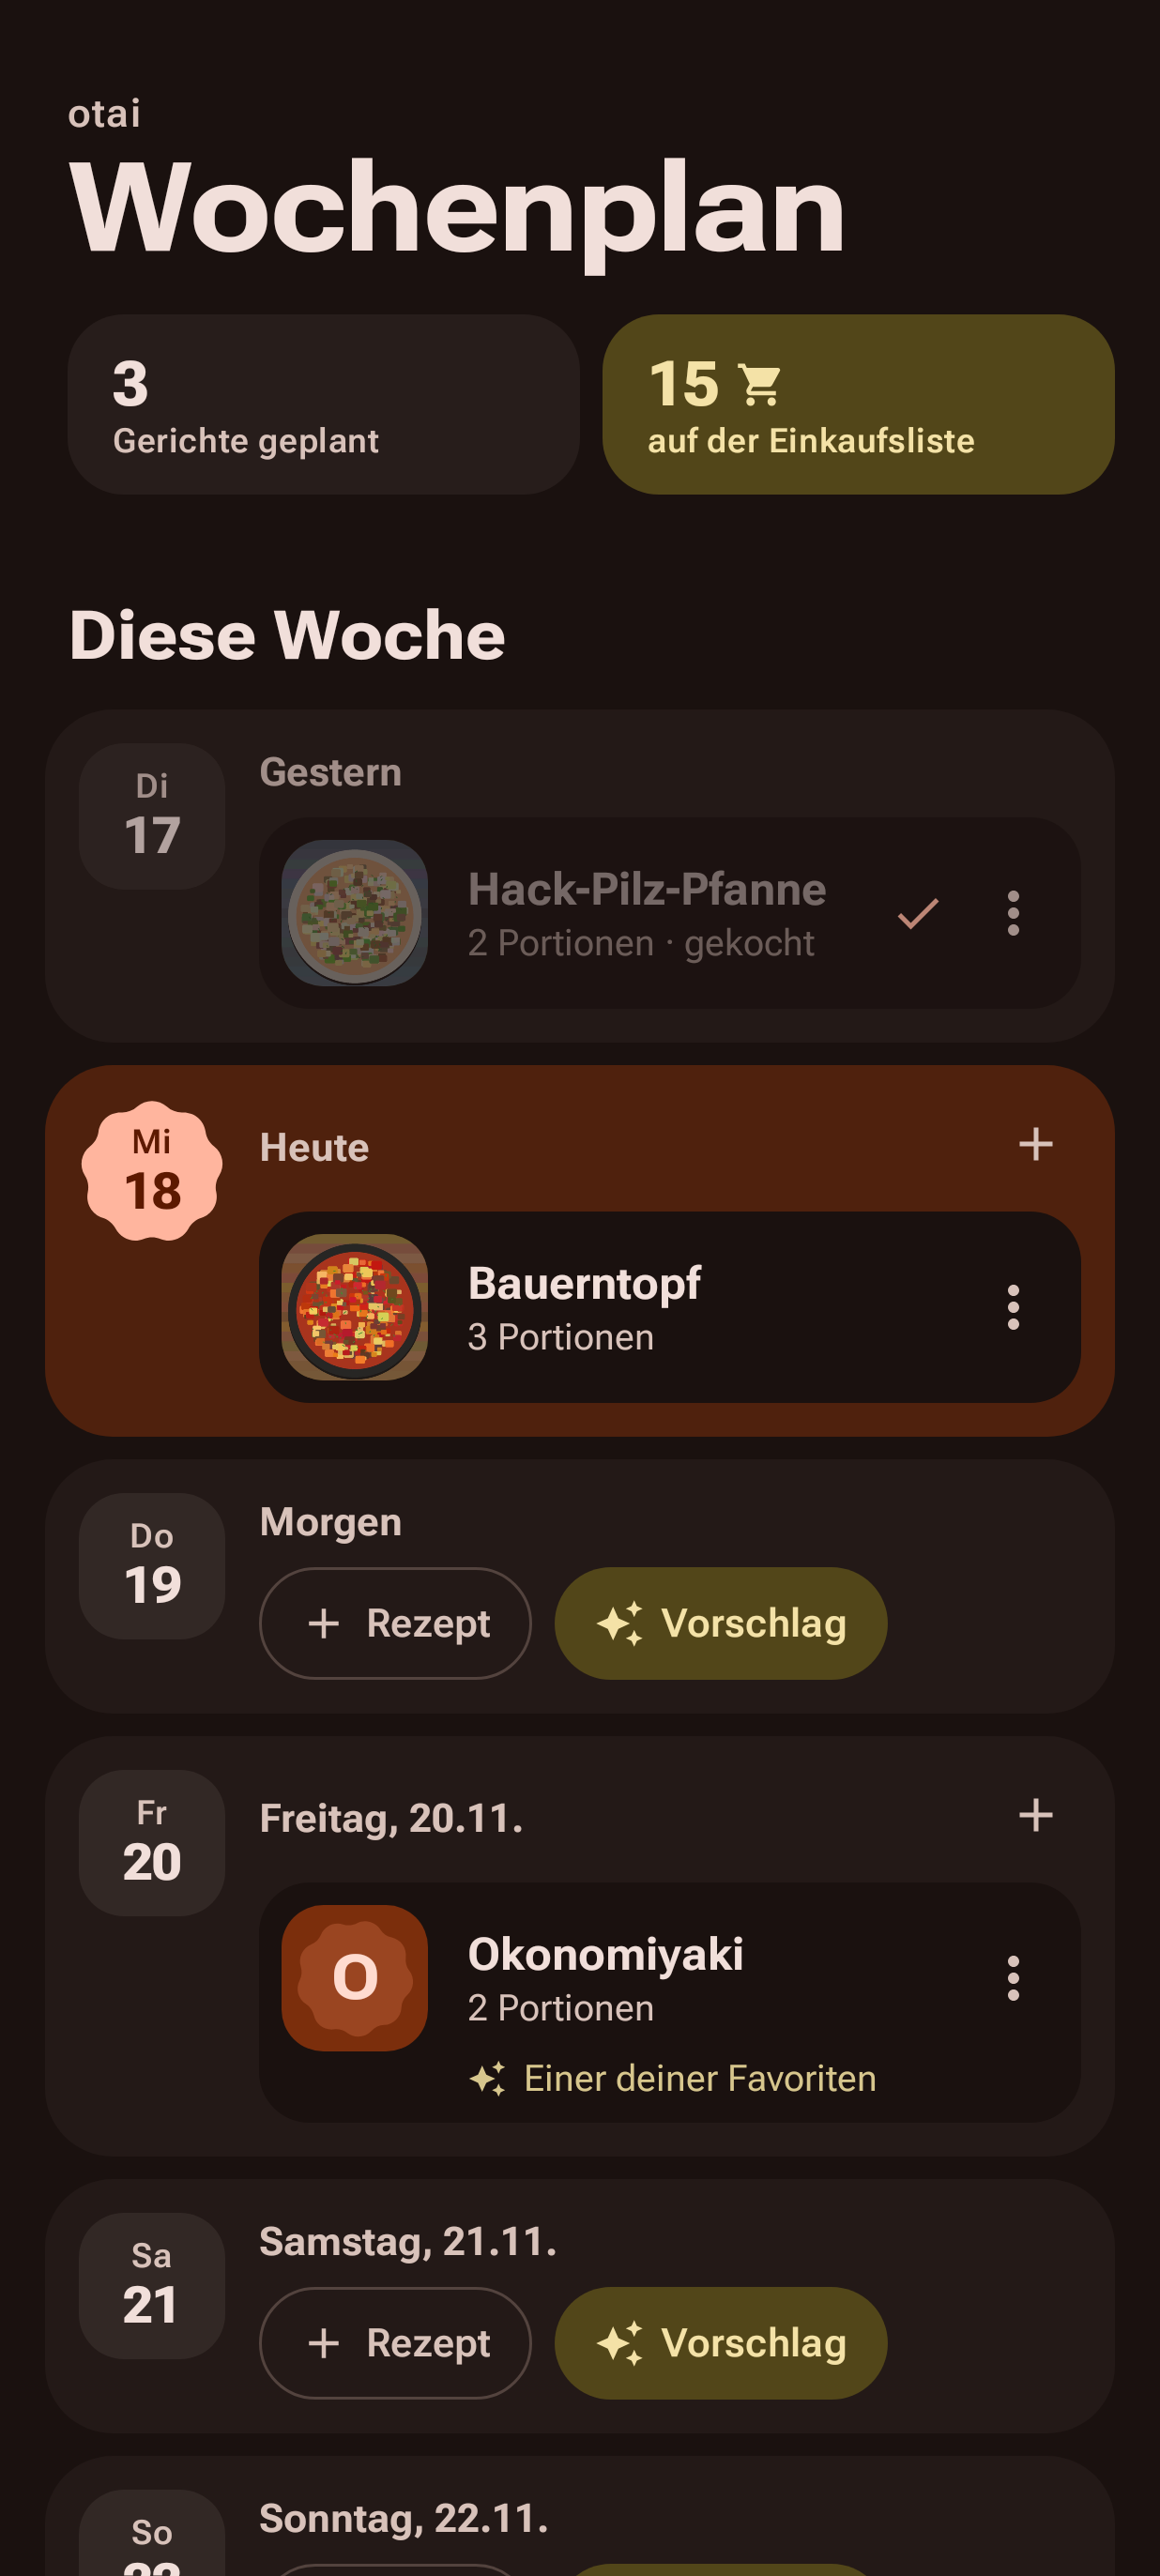 otai
Wochenplan
3
Gerichte geplant
15
auf der Einkaufsliste
Diese Woche
Di
17
Gestern
Hack-Pilz-Pfanne
2 Portionen · gekocht
Mi
18
Heute
Bauerntopf
3 Portionen
Do
19
Morgen
+ Rezept
Vorschlag
Fr
20
Freitag, 20.11.
O
Okonomiyaki
2 Portionen
Einer deiner Favoriten
Sa
21
Samstag, 21.11.
+ Rezept
Vorschlag
So
Sonntag, 22.11.